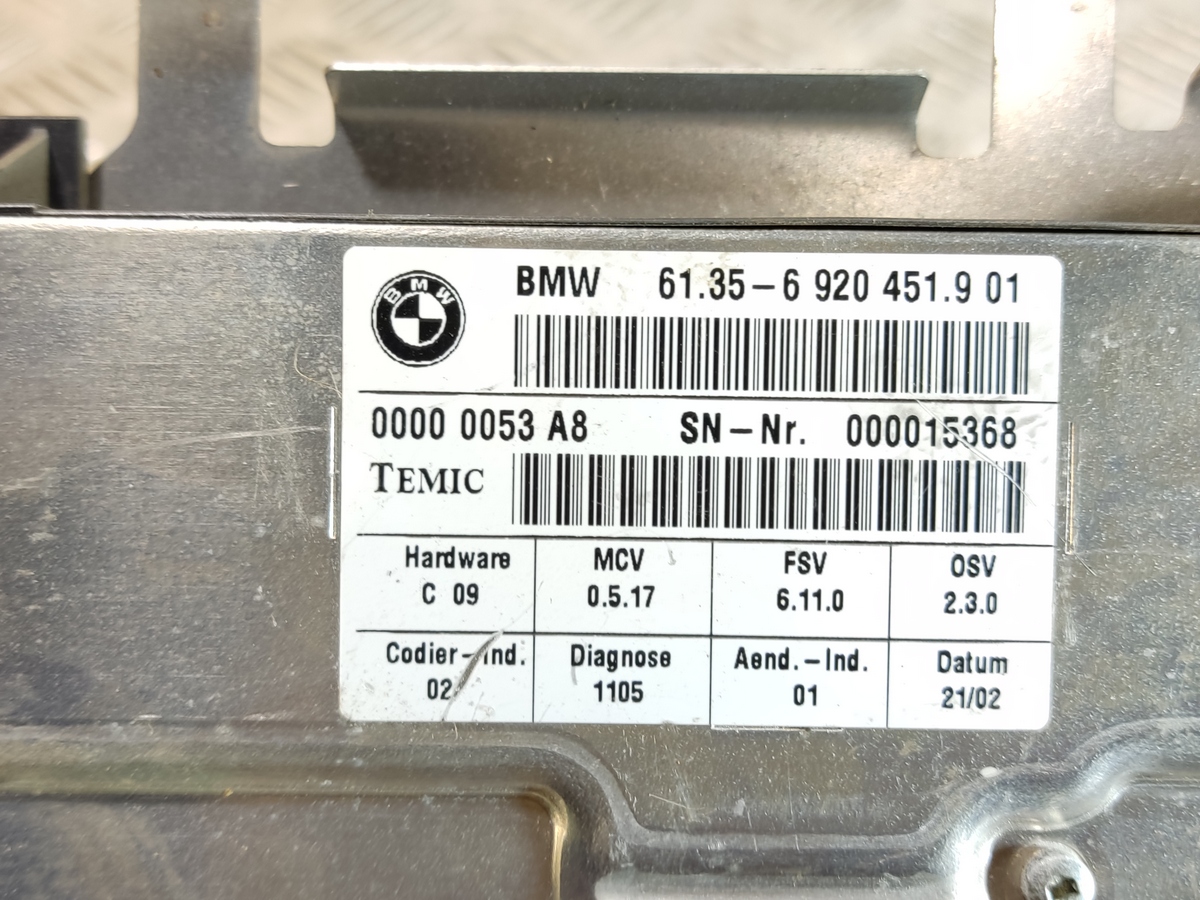 BMW
BMW 61.35-6 920 451.9 01
0000 0053 A8 SN-Nr. 000015368
TEMIC
Hardware MCV FSV OSV
C 09 0.5.17 6.11.0 2.3.0
Codier-Ind. Diagnose Aend.-Ind. Datum
02 1105 01 21/02